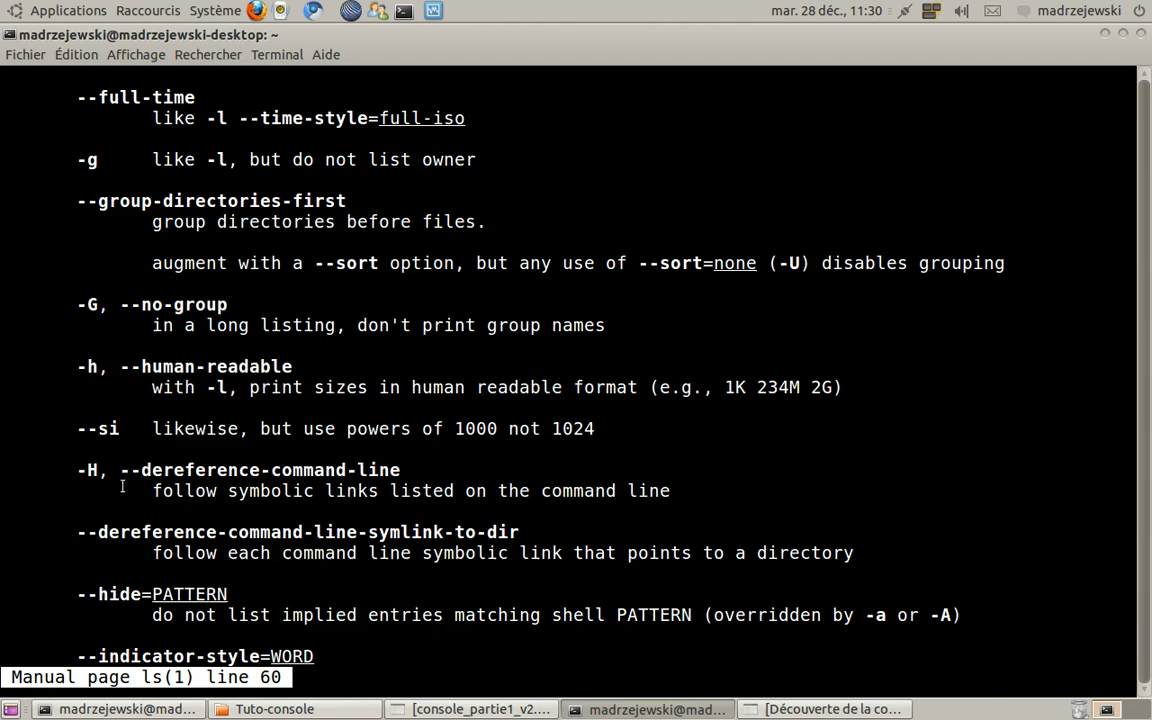 Applications Raccourcis Système mar. 28 déc., 11:30 madrzejewski
madrzejewski@madrzejewski-desktop: ~
Fichier Édition Affichage Rechercher Terminal Aide
--full-time
like -l --time-style=full-iso
-g like -l, but do not list owner
--group-directories-first
group directories before files.
augment with a --sort option, but any use of --sort=none (-U) disables grouping
-G, --no-group
in a long listing, don't print group names
-h, --human-readable
with -l, print sizes in human readable format (e.g., 1K 234M 2G)
--si likewise, but use powers of 1000 not 1024
-H, --dereference-command-line
follow symbolic links listed on the command line
--dereference-command-line-symlink-to-dir
follow each command line symbolic link that points to a directory
--hide=PATTERN
do not list implied entries matching shell PATTERN (overridden by -a or -A)
--indicator-style=WORD
Manual page ls(1) line 60
madrzejewski@mad... Tuto-console [console_partie1_v2.... madrzejewski@mad... [Découverte de la co...